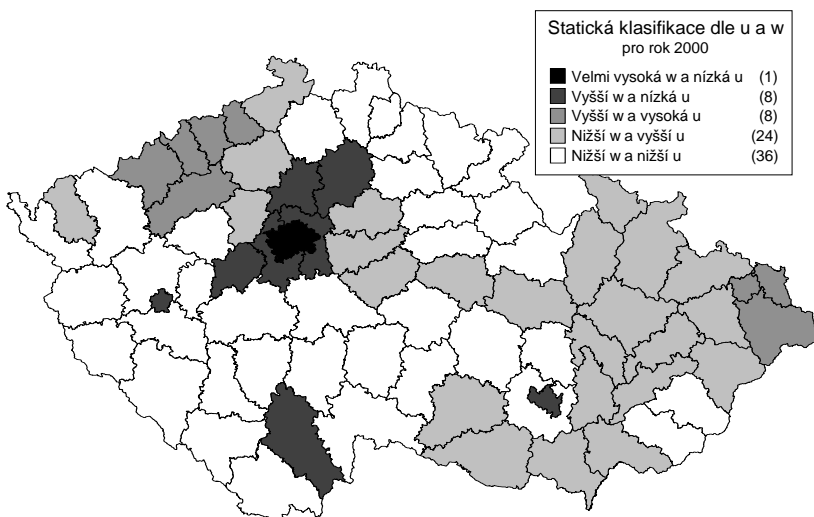 Statická klasifikace dle u a w
pro rok 2000
Velmi vysoká w a nízká u (1)
Vyšší w a nízká u (8)
Vyšší w a vysoká u (8)
Nižší w a vyšší u (24)
Nižší w a nižší u (36)